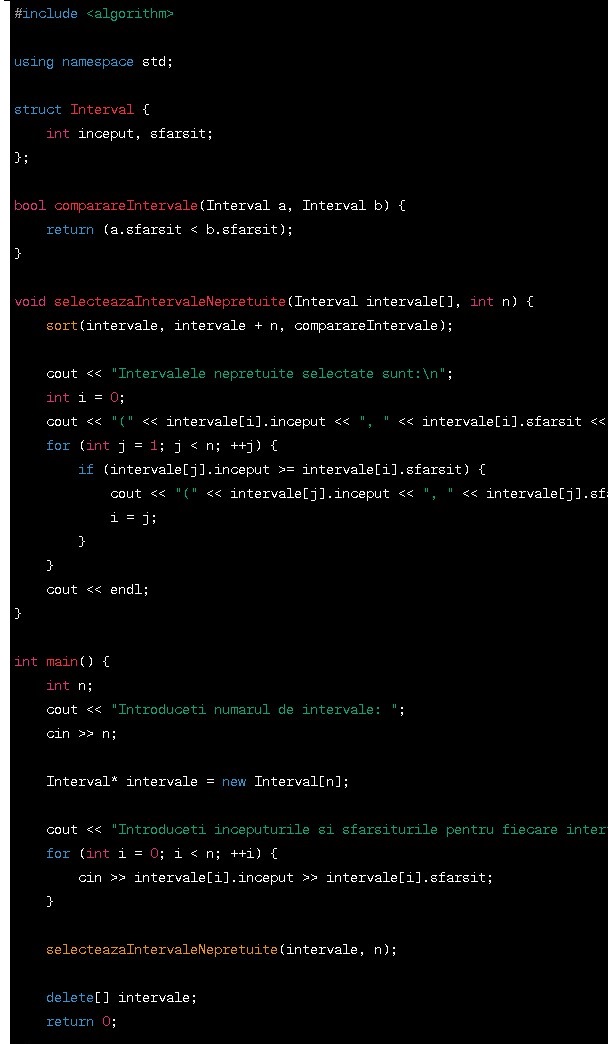 #include <algorithm>
using namespace std;
struct Interval {
int inceput, sfarsit;
};
bool comparareIntervale(Interval a, Interval b) {
return (a.sfarsit < b.sfarsit);
}
void selecteazaIntervaleNepretuite(Interval intervale[], int n) {
sort(intervale, intervale + n, comparareIntervale);
cout << "Intervalele nepretuite selectate sunt:\n";
int i = 0;
cout << "(" << intervale[i].inceput << ", " << intervale[i].sfarsit <<
for (int j = 1; j < n; ++j) {
if (intervale[j].inceput >= intervale[i].sfarsit) {
cout << "(" << intervale[j].inceput << ", " << intervale[j].sfa
i = j;
}
}
cout << endl;
}
int main() {
int n;
cout << "Introduceti numarul de intervale: ";
cin >> n;
Interval* intervale = new Interval[n];
cout << "Introduceti inceputurile si sfarsiturile pentru fiecare inter
for (int i = 0; i < n; ++i) {
cin >> intervale[i].inceput >> intervale[i].sfarsit;
}
selecteazaIntervaleNepretuite(intervale, n);
delete[] intervale;
return 0;